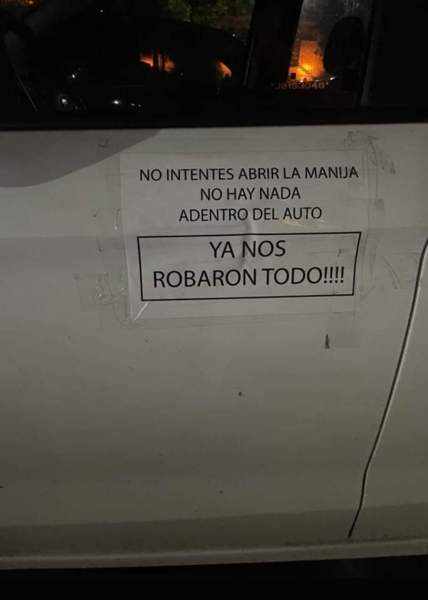 NO INTENTES ABRIR LA MANIJA
NO HAY NADA
ADENTRO DEL AUTO
YA NOS
ROBARON TODO!!!!